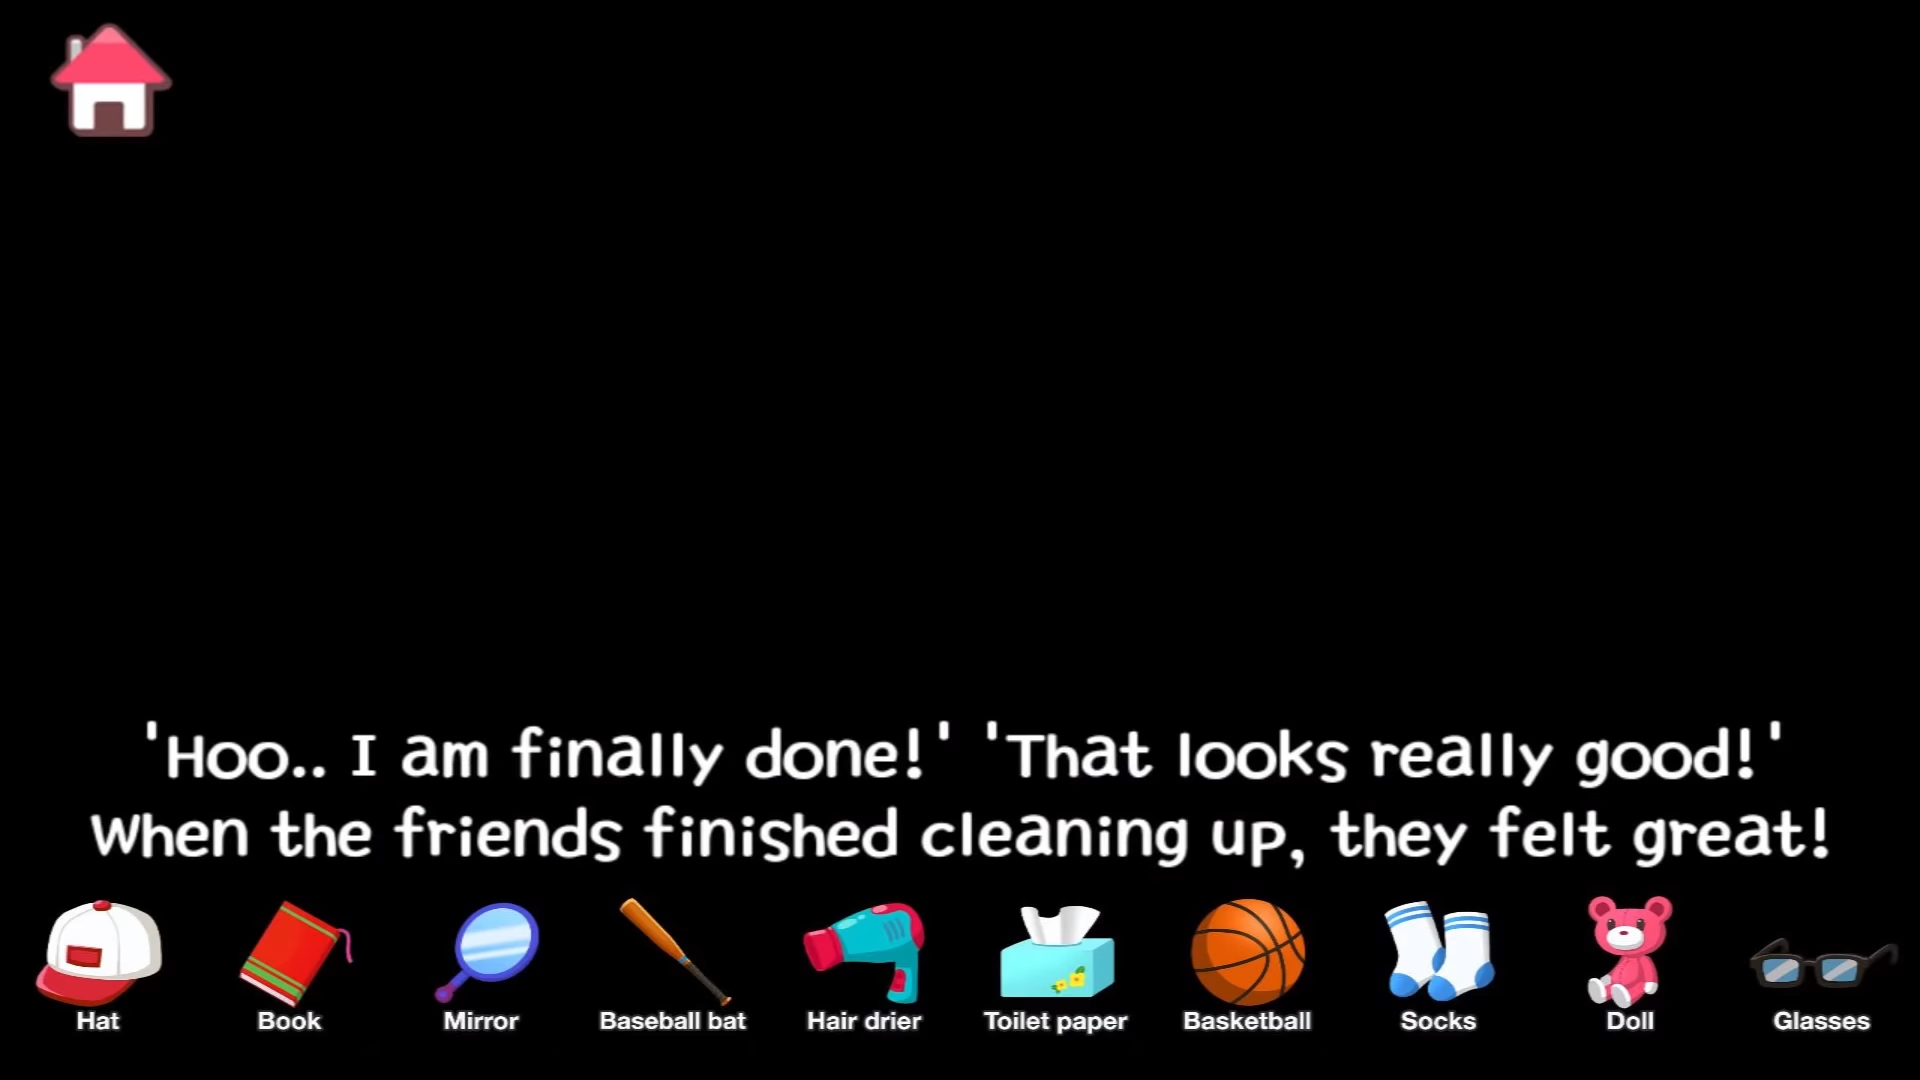 'Hoo.. I am finally done!' 'That looks really good!'
When the friends finished cleaning up, they felt great!
Hat
Book
Mirror
Baseball bat
Hair drier
Toilet paper
Basketball
Socks
Doll
Glasses